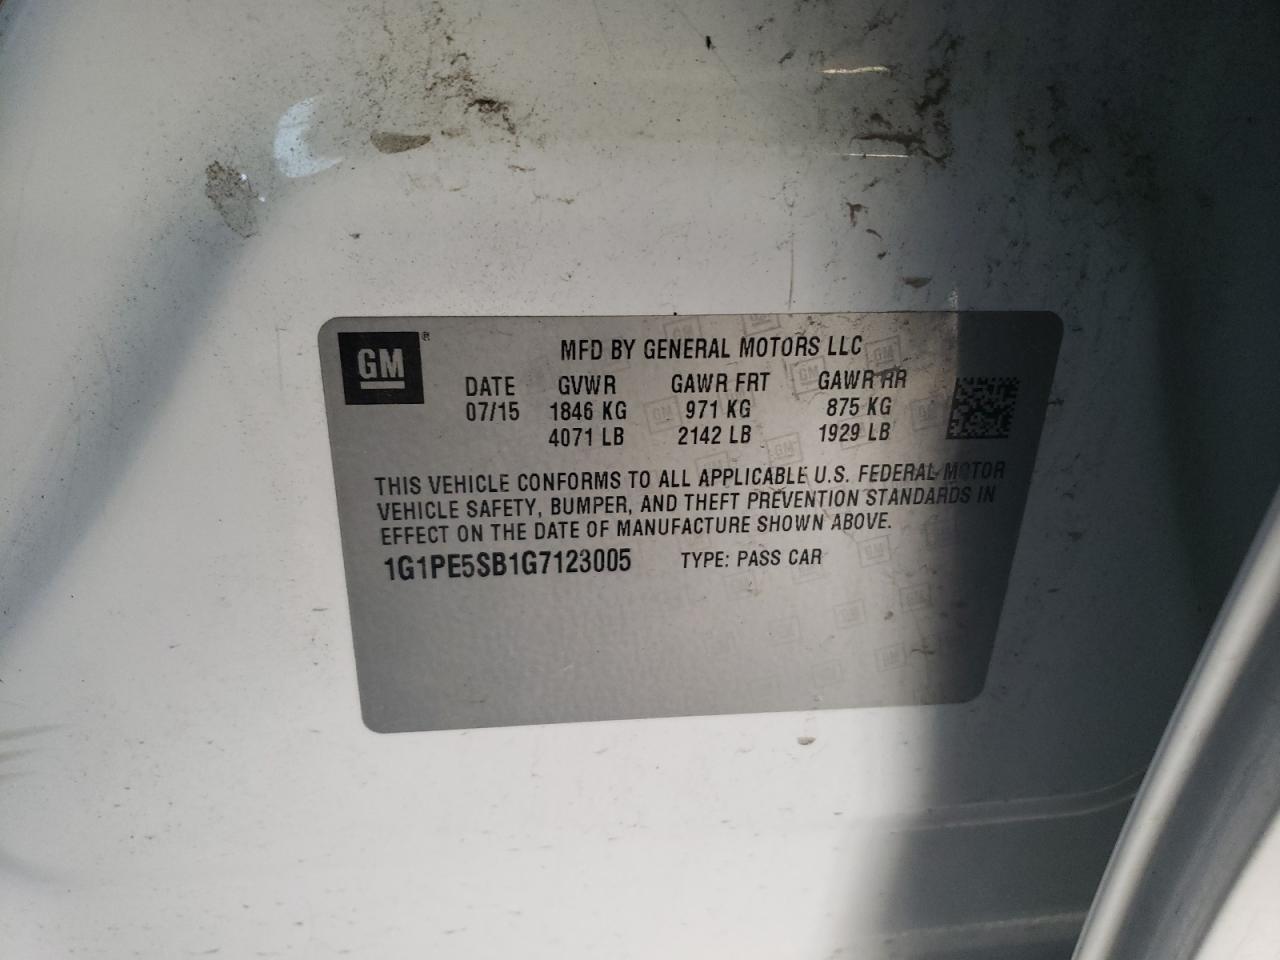 GM ®
MFD BY GENERAL MOTORS LLC
DATE GVWR GAWR FRT GAWR RR
07/15 1846 KG 971 KG 875 KG
4071 LB 2142 LB 1929 LB
THIS VEHICLE CONFORMS TO ALL APPLICABLE U.S. FEDERAL MOTOR
VEHICLE SAFETY, BUMPER, AND THEFT PREVENTION STANDARDS IN
EFFECT ON THE DATE OF MANUFACTURE SHOWN ABOVE.
1G1PE5SB1G7123005 TYPE: PASS CAR